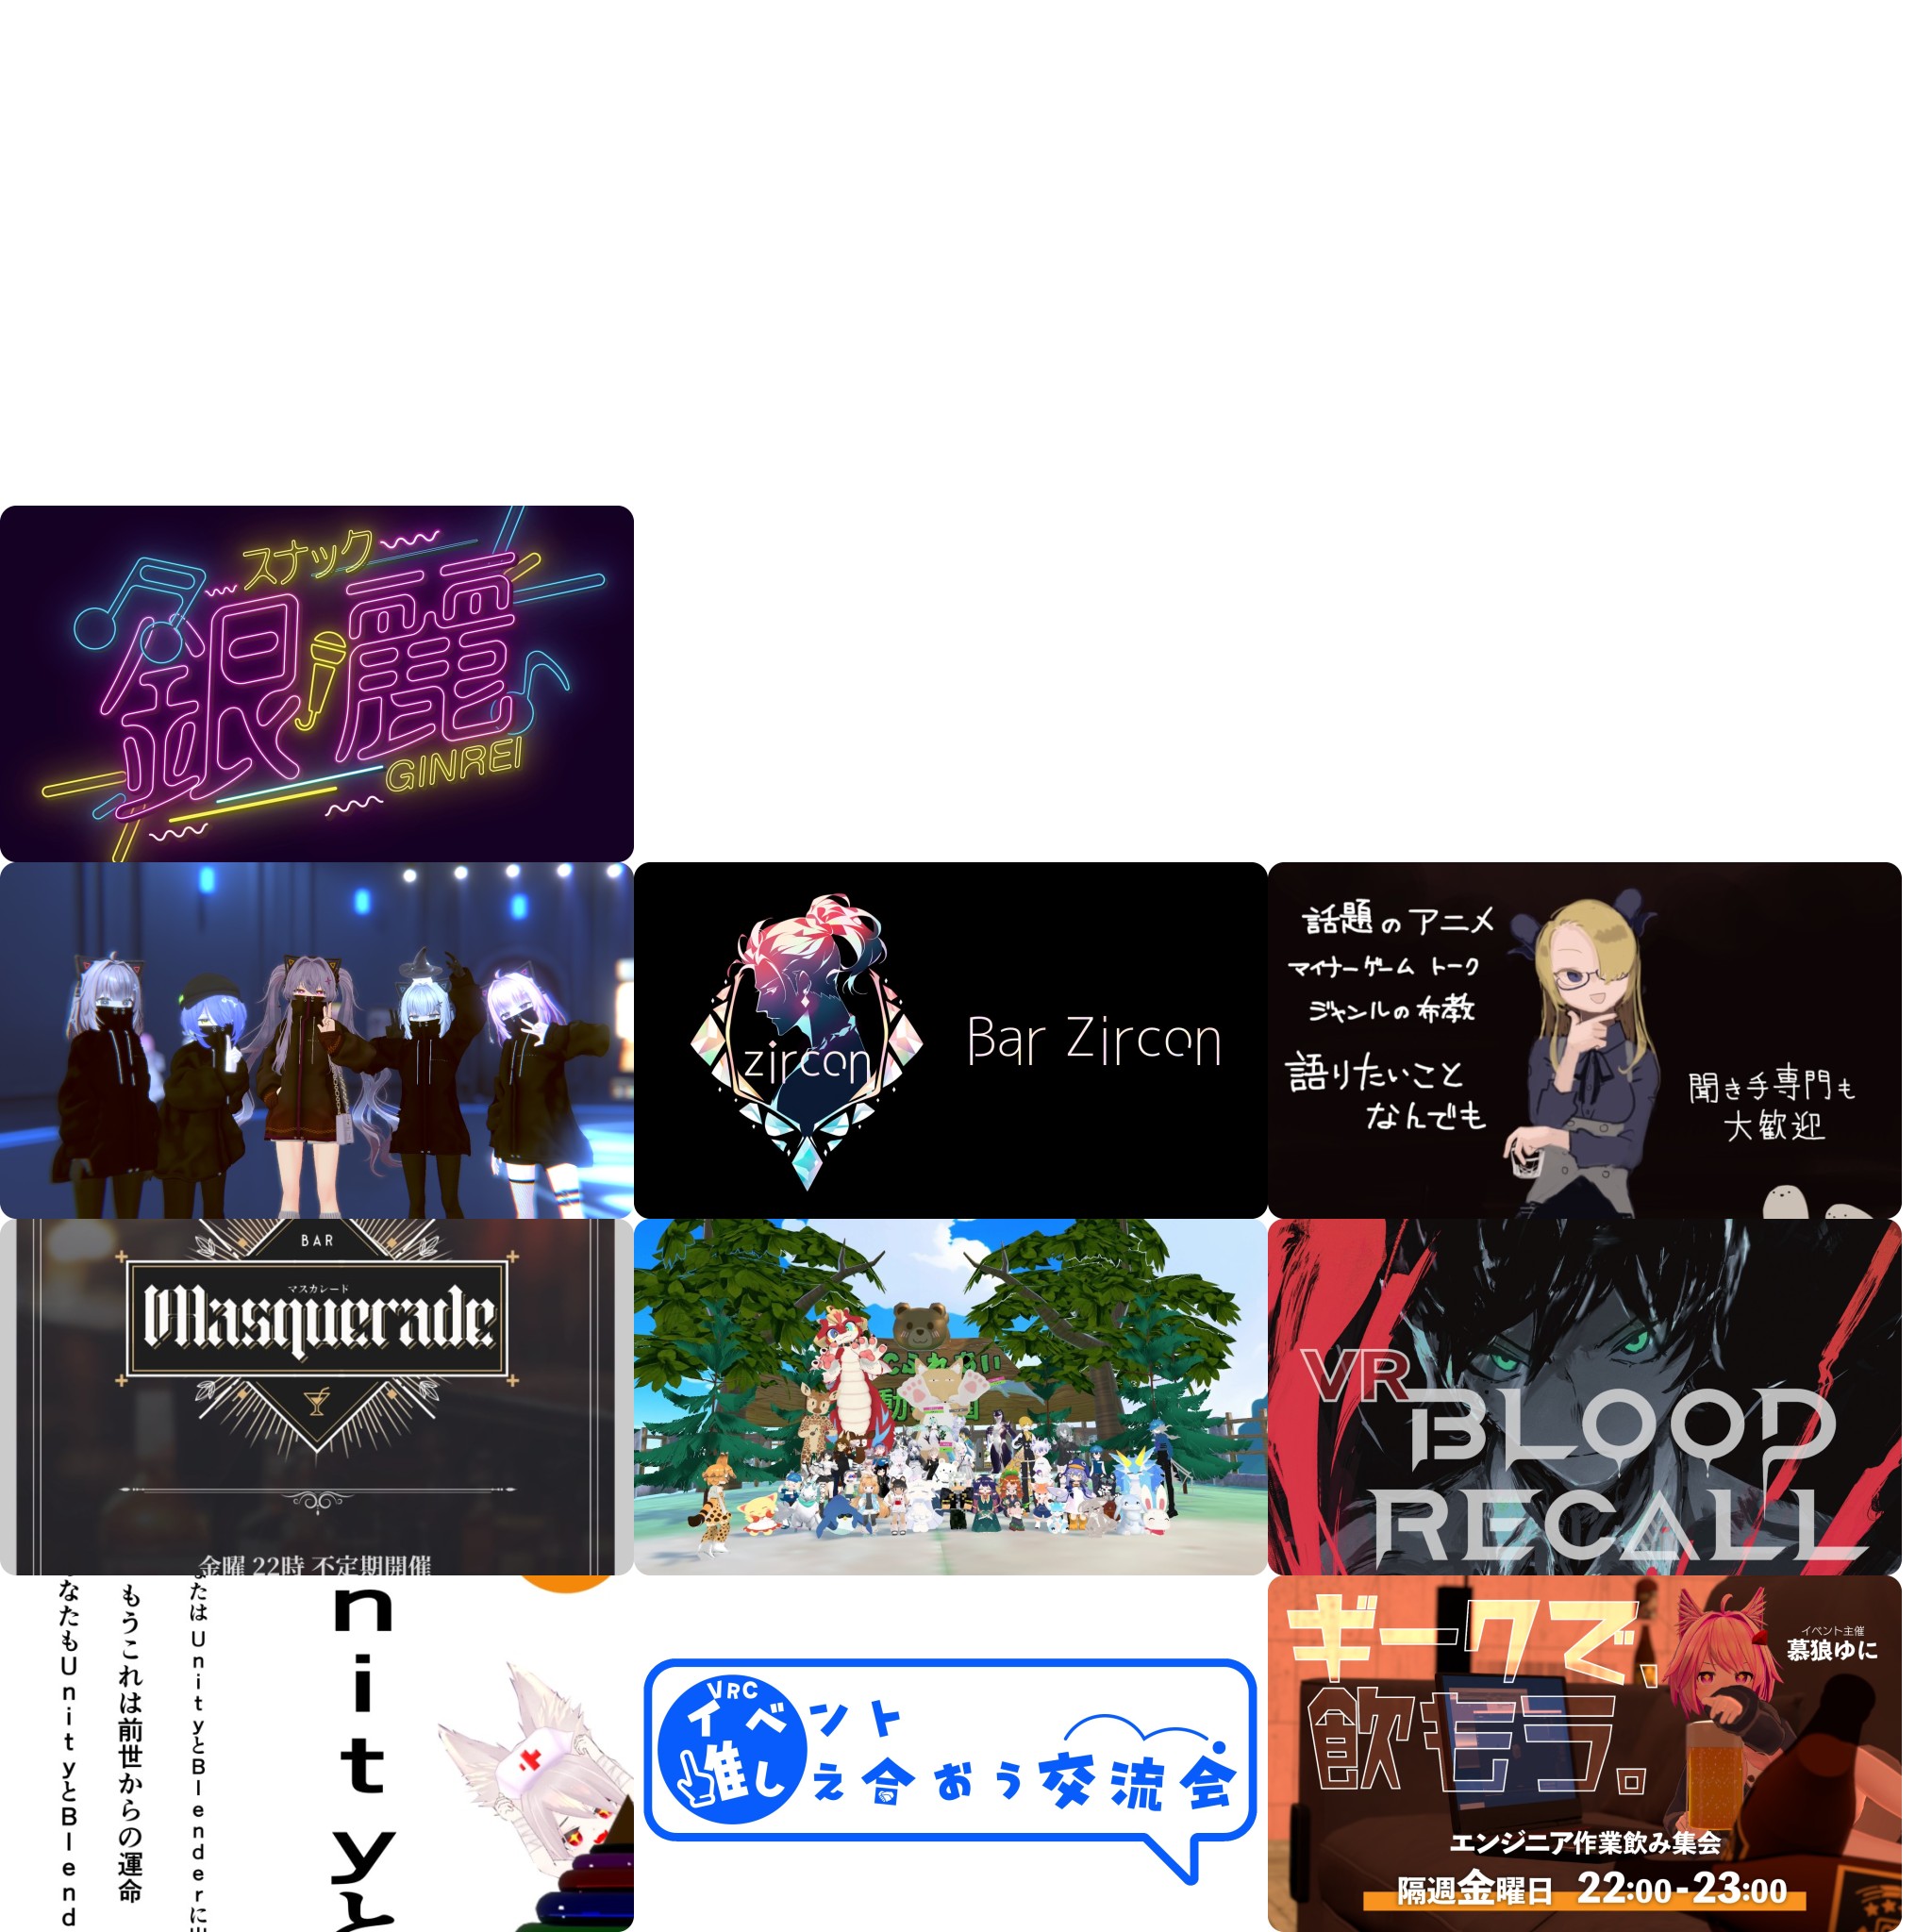 スナック
銀麗
GINREI
zircon
Bar Zircon
話題のアニメ
マイナーゲーム トーク
ジャンルの布教
語りたいこと
なんでも
聞き手専門も
大歓迎
BAR
マスカレード
Masquerade
金曜 22時 不定期開催
VR
BLOOD
RECALL
nityと
たは UnityとBlenderに
もうこれは前世からの運命
なたもUnityとBlend
VRC
イベント
推しえ合おう交流会
ギークで、
飲もう。
イベント主催
慕狼ゆに
エンジニア作業飲み集会
隔週金曜日 22:00-23:00